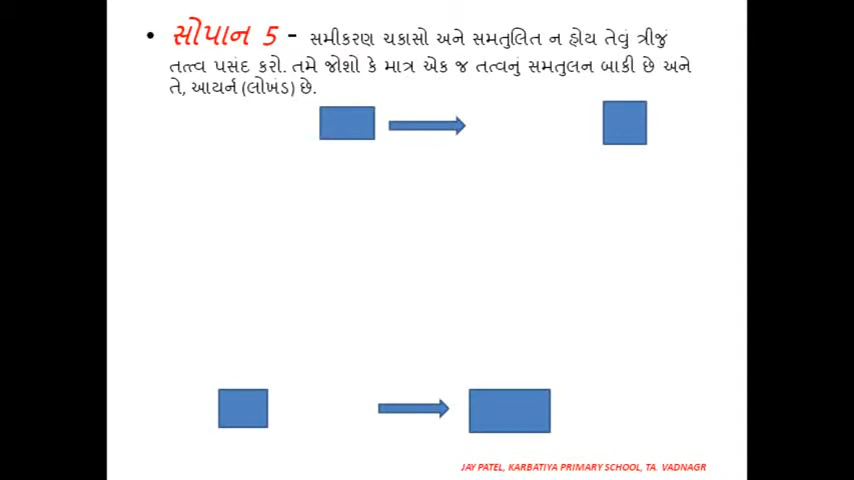 • સોપાન 5 - સમીકરણ ચકાસો અને સમતુલિત ન હોય તેવું ત્રીજું
તત્ત્વ પસંદ કરો. તમે જોશો કે માત્ર એક જ તત્વનું સમતુલન બાકી છે અને
તે, આયર્ન (લોખંડ) છે.
JAY PATEL, KARBATIYA PRIMARY SCHOOL, TA. VADNAGR